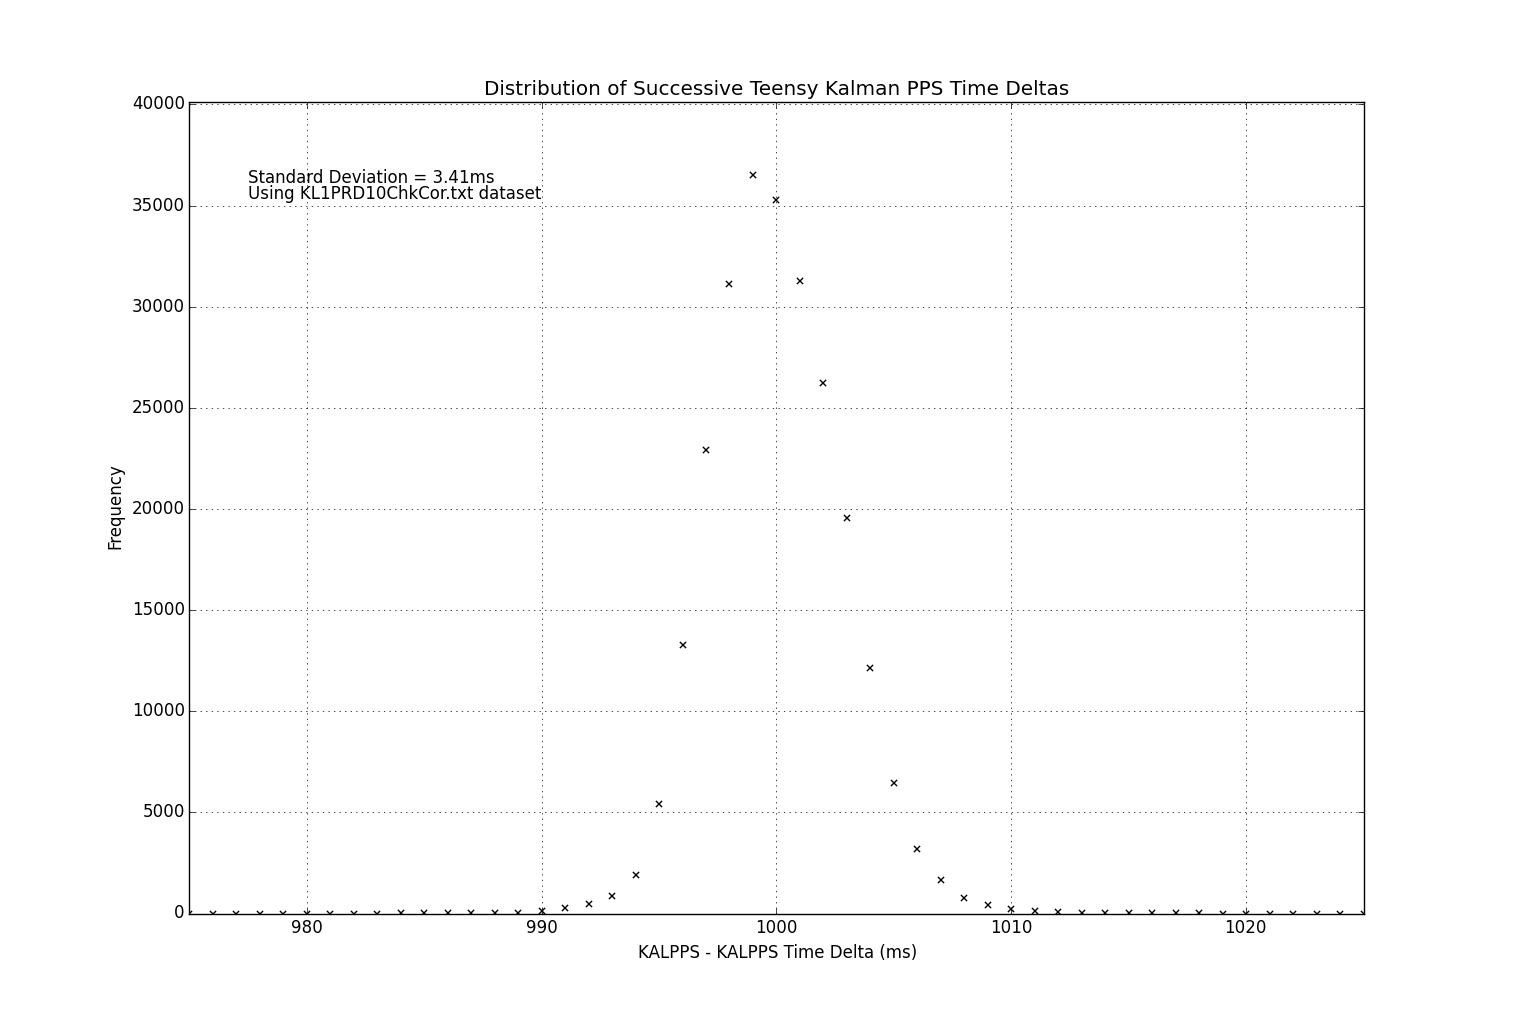 Distribution of Successive Teensy Kalman PPS Time Deltas
40000
Standard Deviation = 3.41ms
Using KL1PRD10ChkCor.txt dataset
35000
30000
25000
Frequency
20000
15000
10000
5000
0
980 990 1000 1010 1020
KALPPS - KALPPS Time Delta (ms)